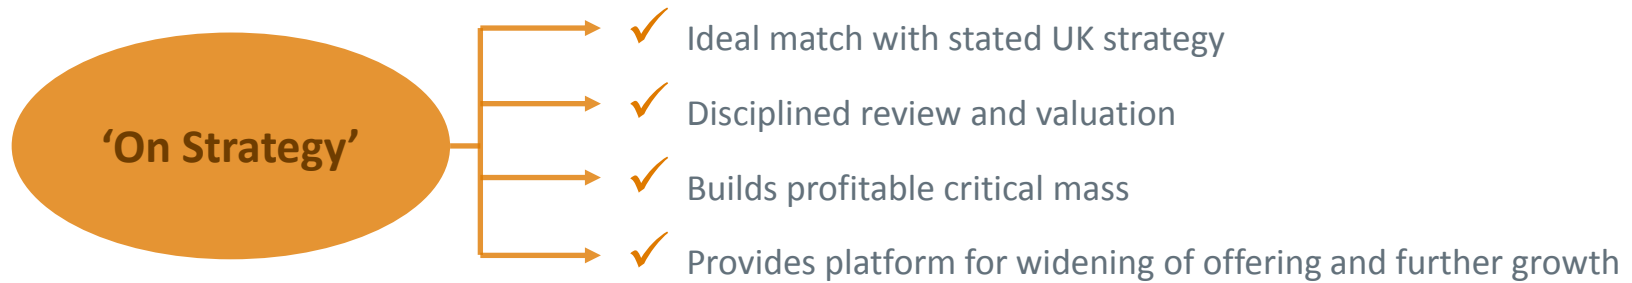 ‘On Strategy’
✓ Ideal match with stated UK strategy
✓ Disciplined review and valuation
✓ Builds profitable critical mass
✓ Provides platform for widening of offering and further growth